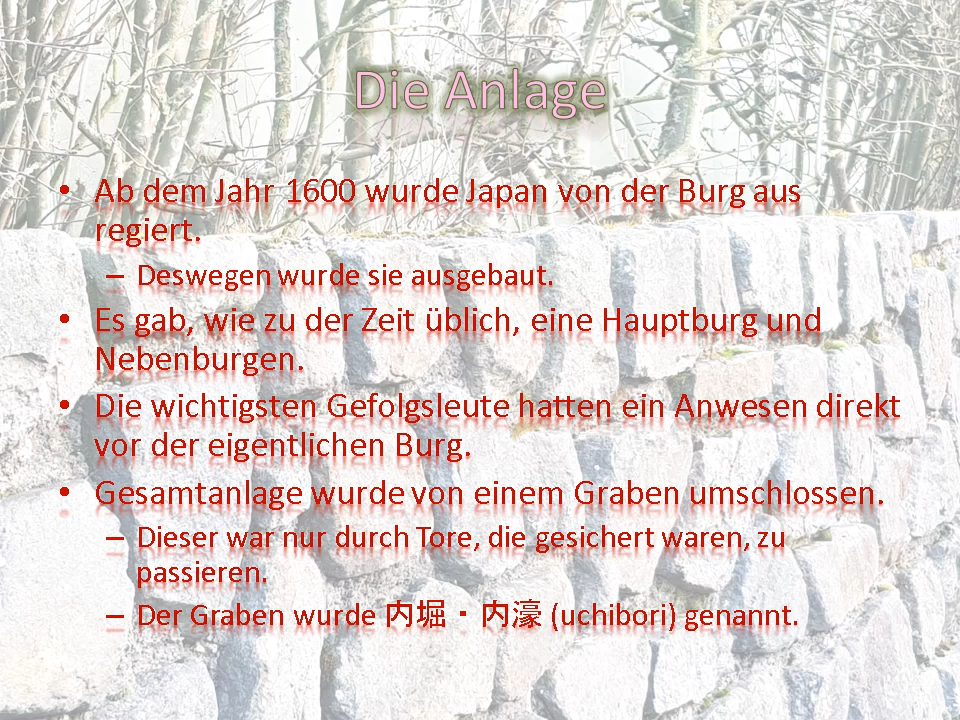 Die Anlage
• Ab dem Jahr 1600 wurde Japan von der Burg aus
regiert.
– Deswegen wurde sie ausgebaut.
• Es gab, wie zu der Zeit üblich, eine Hauptburg und
Nebenburgen.
• Die wichtigsten Gefolgsleute hatten ein Anwesen direkt
vor der eigentlichen Burg.
• Gesamtanlage wurde von einem Graben umschlossen.
– Dieser war nur durch Tore, die gesichert waren, zu
passieren.
– Der Graben wurde 内堀・内濠 (uchibori) genannt.